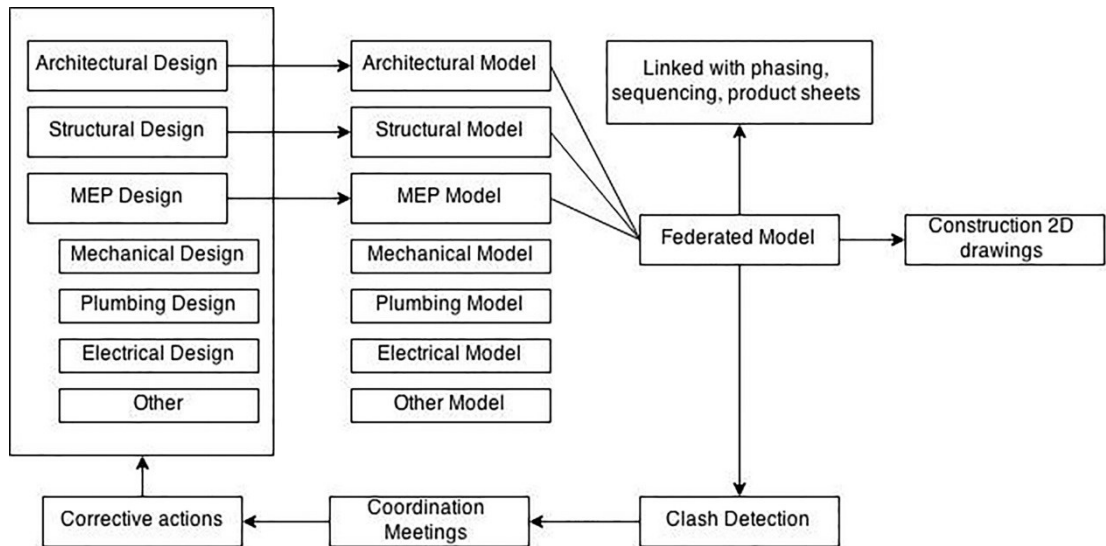 Architectural Design
Structural Design
MEP Design
Mechanical Design
Plumbing Design
Electrical Design
Other
Architectural Model
Structural Model
MEP Model
Mechanical Model
Plumbing Model
Electrical Model
Other Model
Linked with phasing,
sequencing, product sheets
Federated Model
Construction 2D
drawings
Clash Detection
Coordination
Meetings
Corrective actions